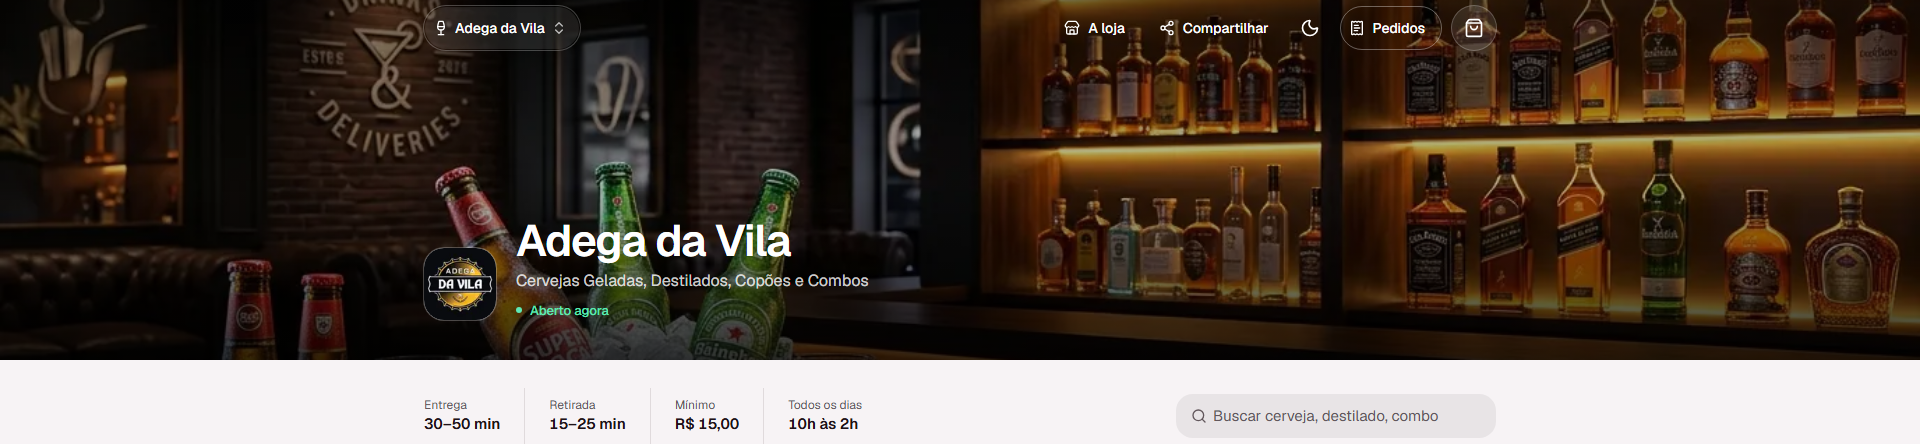 Adega da Vila
A loja
Compartilhar
Pedidos
ESTD
& 
DELIVERIES
Adega da Vila
Cervejas Geladas, Destilados, Copões e Combos
Aberto agora
ADEGA
DA VILA
Entrega
30–50 min
Retirada
15–25 min
Mínimo
R$ 15,00
Todos os dias
10h às 2h
Buscar cerveja, destilado, combo